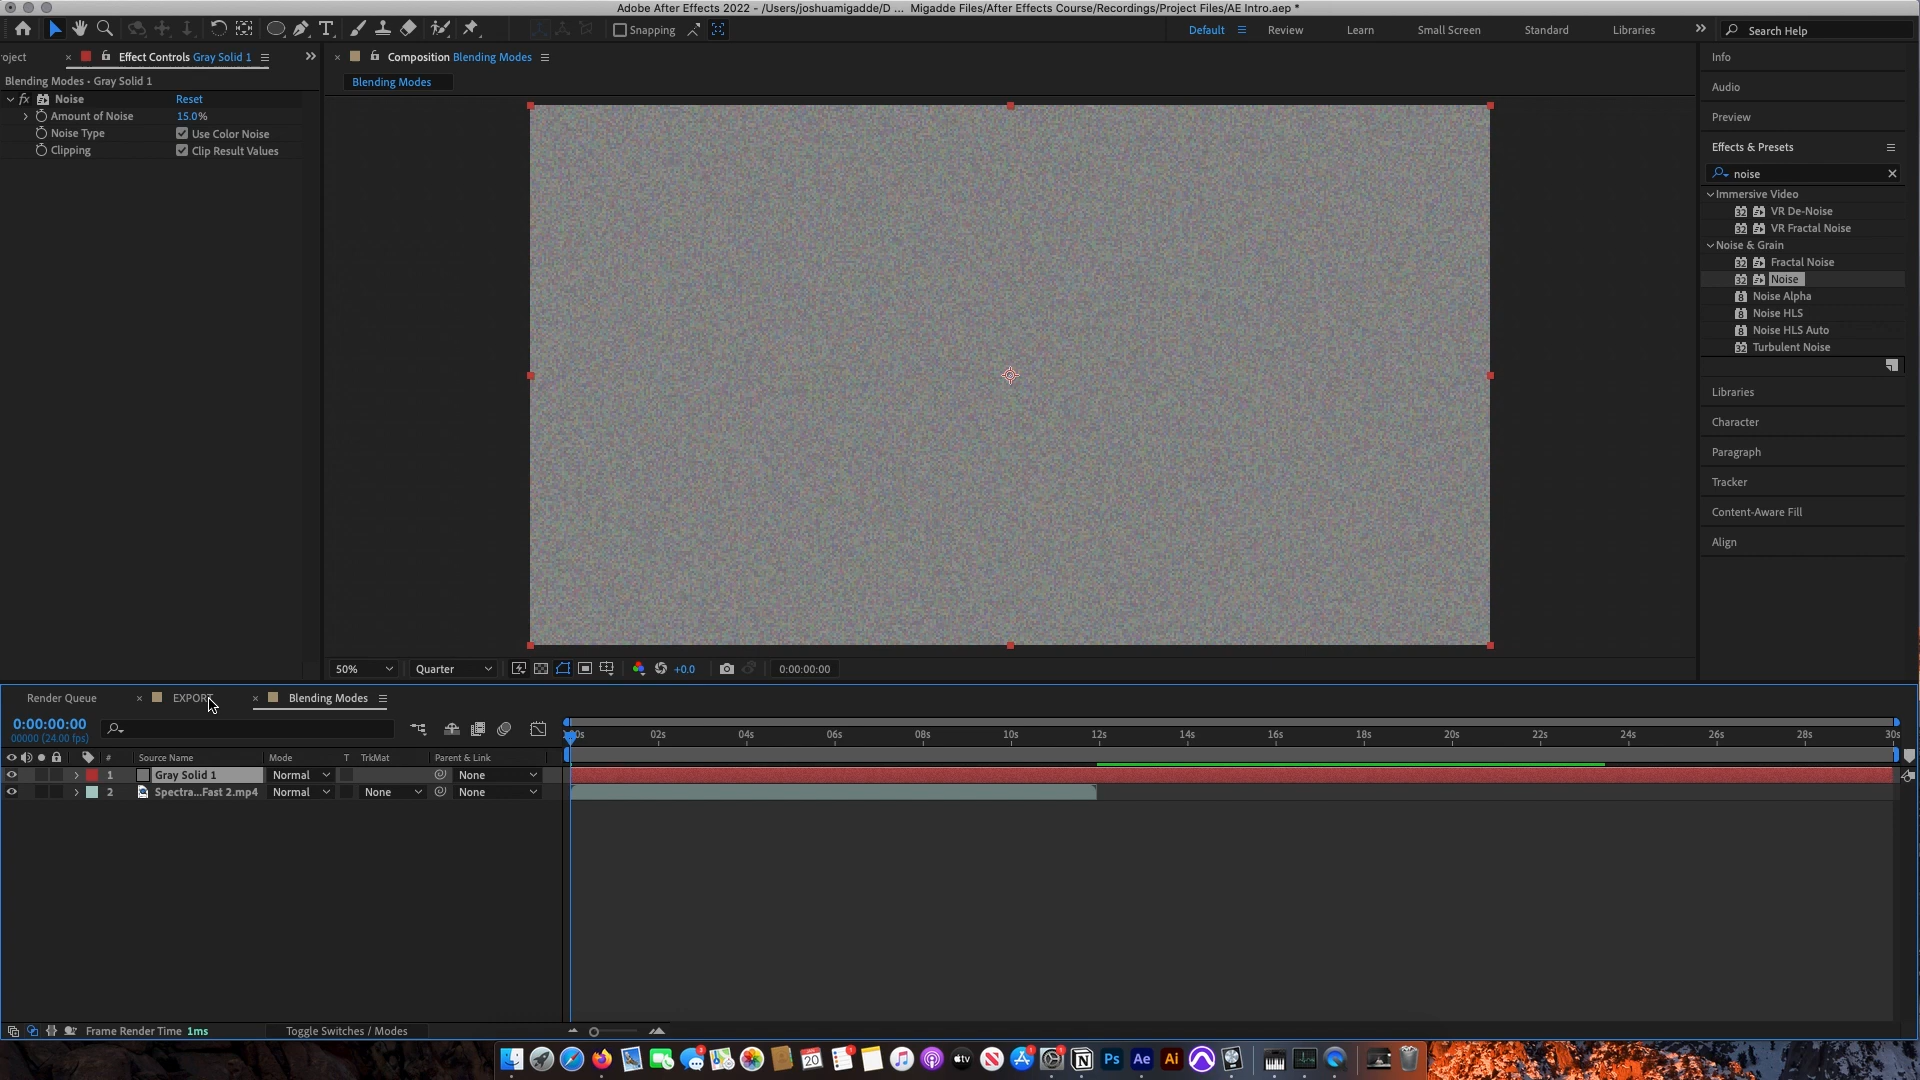 Adobe After Effects 2022 - /Users/joshuamigadde/D ... Migadde Files/After Effects Course/Recordings/Project Files/AE Intro.aep *
Snapping
Default
Review
Learn
Small Screen
Standard
Libraries
Search Help
roject
Effect Controls Gray Solid 1
Composition Blending Modes
Info
Blending Modes • Gray Solid 1
Blending Modes
Audio
fx Noise
Reset
Amount of Noise
15.0%
Preview
Noise Type
Use Color Noise
Clipping
Clip Result Values
Effects & Presets
noise
Immersive Video
VR De-Noise
VR Fractal Noise
Noise & Grain
Fractal Noise
Noise
Noise Alpha
Noise HLS
Noise HLS Auto
Turbulent Noise
Libraries
Character
Paragraph
Tracker
Content-Aware Fill
Align
50%
Quarter
+0.0
0:00:00:00
Render Queue
EXPORT
Blending Modes
0:00:00:00
00000 (24.00 fps)
02s
04s
06s
08s
10s
12s
14s
16s
18s
20s
22s
24s
26s
28s
30s
#
Source Name
Mode
T
TrkMat
Parent & Link
1
Gray Solid 1
Normal
None
2
Spectra...Fast 2.mp4
Normal
None
None
Frame Render Time 1ms
Toggle Switches / Modes
20
tv
Ps
Ae
Ai